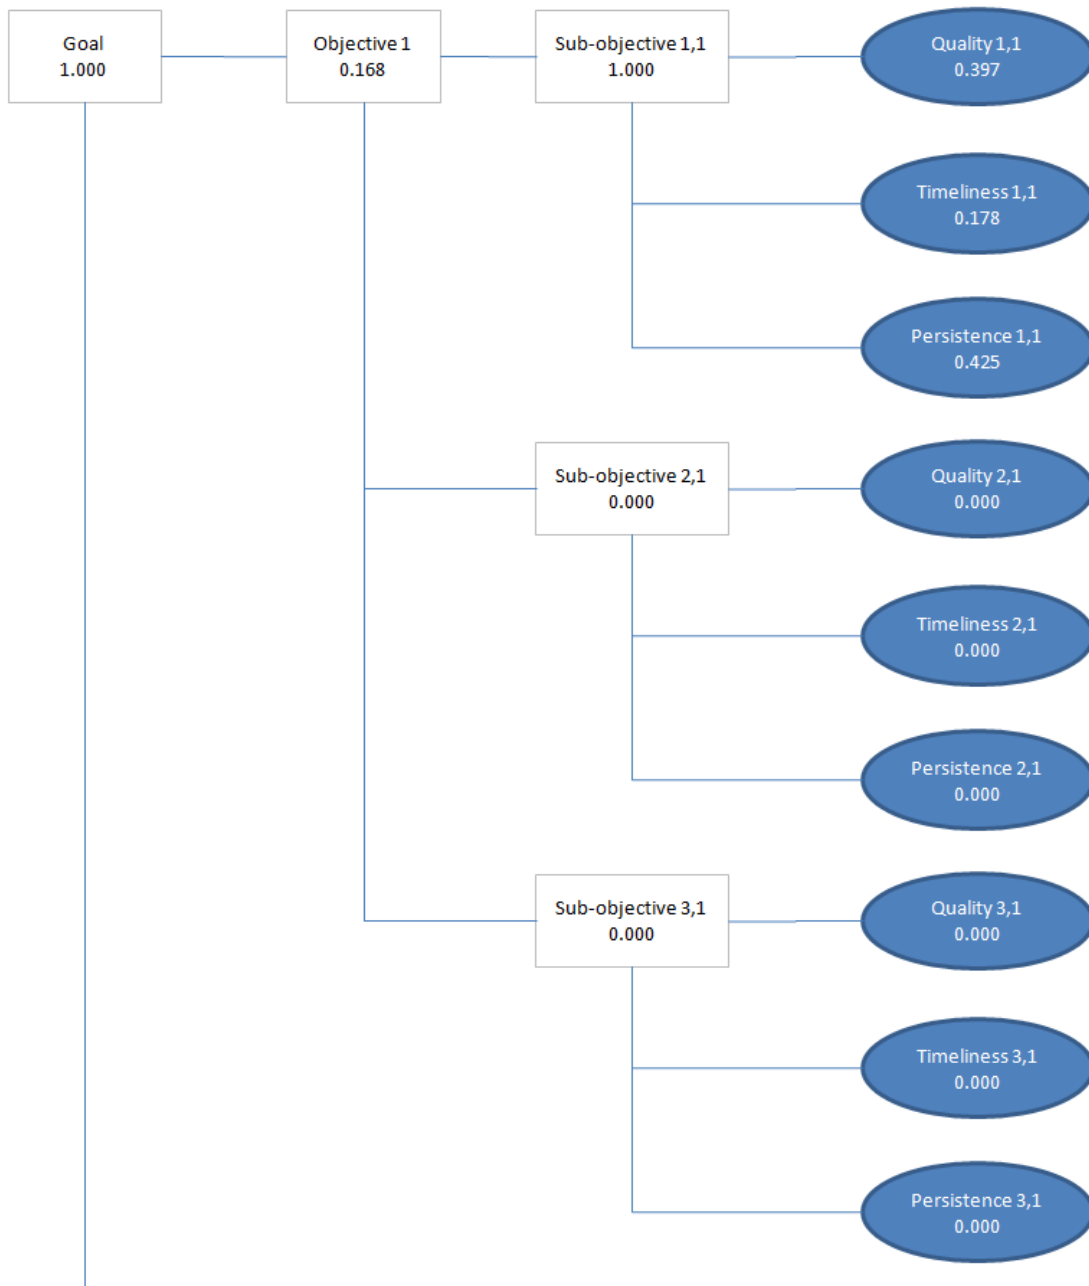 Goal
1.000
Objective 1
0.168
Sub-objective 1,1
1.000
Quality 1,1
0.397
Timeliness 1,1
0.178
Persistence 1,1
0.425
Sub-objective 2,1
0.000
Quality 2,1
0.000
Timeliness 2,1
0.000
Persistence 2,1
0.000
Sub-objective 3,1
0.000
Quality 3,1
0.000
Timeliness 3,1
0.000
Persistence 3,1
0.000